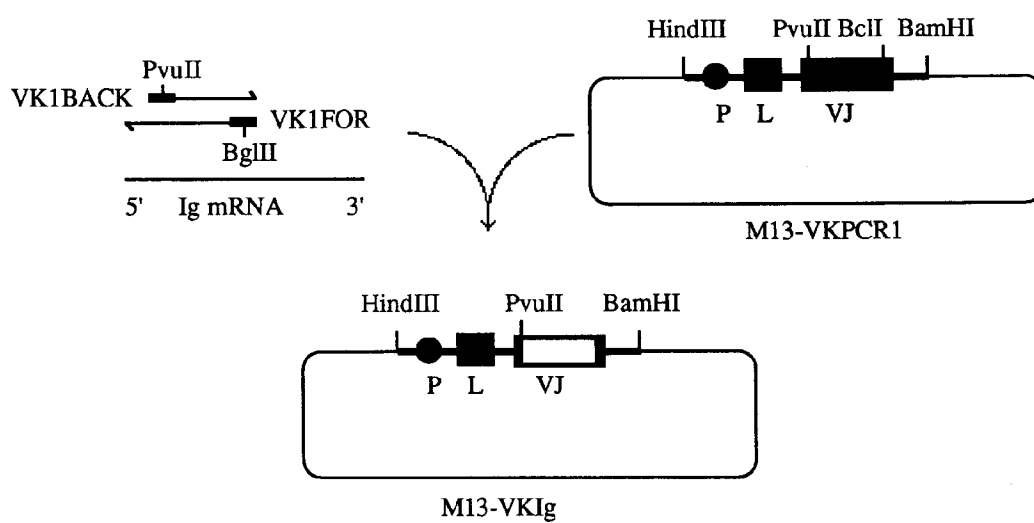 PvuII
VK1BACK
VK1FOR
BglII
5' Ig mRNA 3'
HindIII PvuII BclI BamHI
P L VJ
M13-VKPCR1
HindIII PvuII BamHI
P L VJ
M13-VKIg